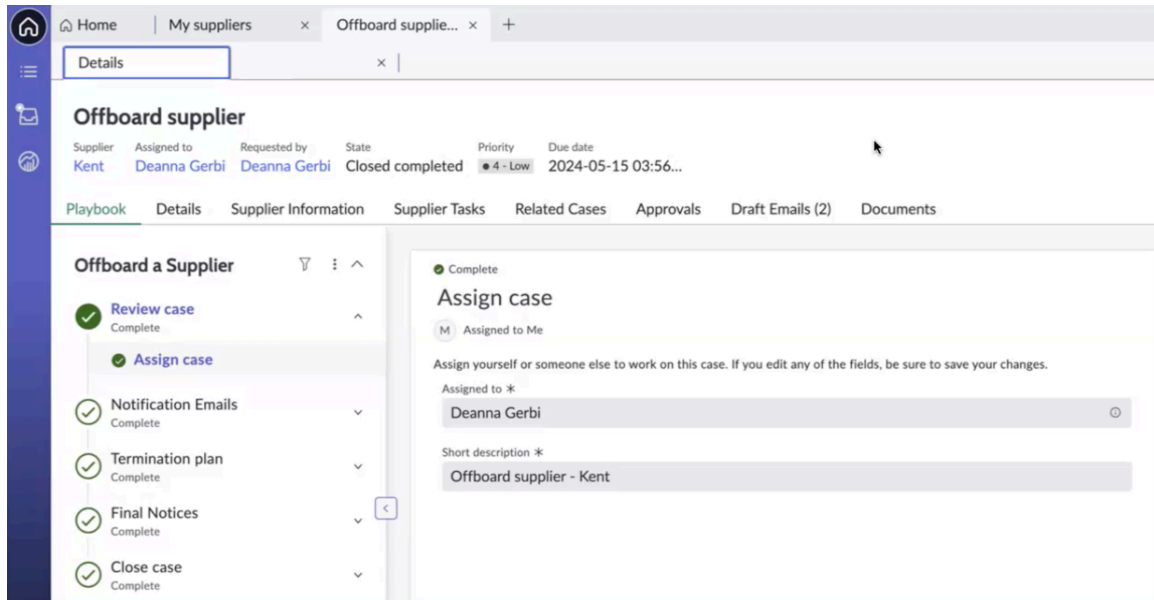 Home My suppliers × Offboard supplie... × +
Details ×
Offboard supplier
Supplier Assigned to Requested by State Priority Due date
Kent Deanna Gerbi Deanna Gerbi Closed completed 4 - Low 2024-05-15 03:56...
Playbook Details Supplier Information Supplier Tasks Related Cases Approvals Draft Emails (2) Documents
Offboard a Supplier
Review case
Complete
Assign case
Notification Emails
Complete
Termination plan
Complete
Final Notices
Complete
Close case
Complete
Complete
Assign case
M Assigned to Me
Assign yourself or someone else to work on this case. If you edit any of the fields, be sure to save your changes.
Assigned to *
Deanna Gerbi
Short description *
Offboard supplier - Kent